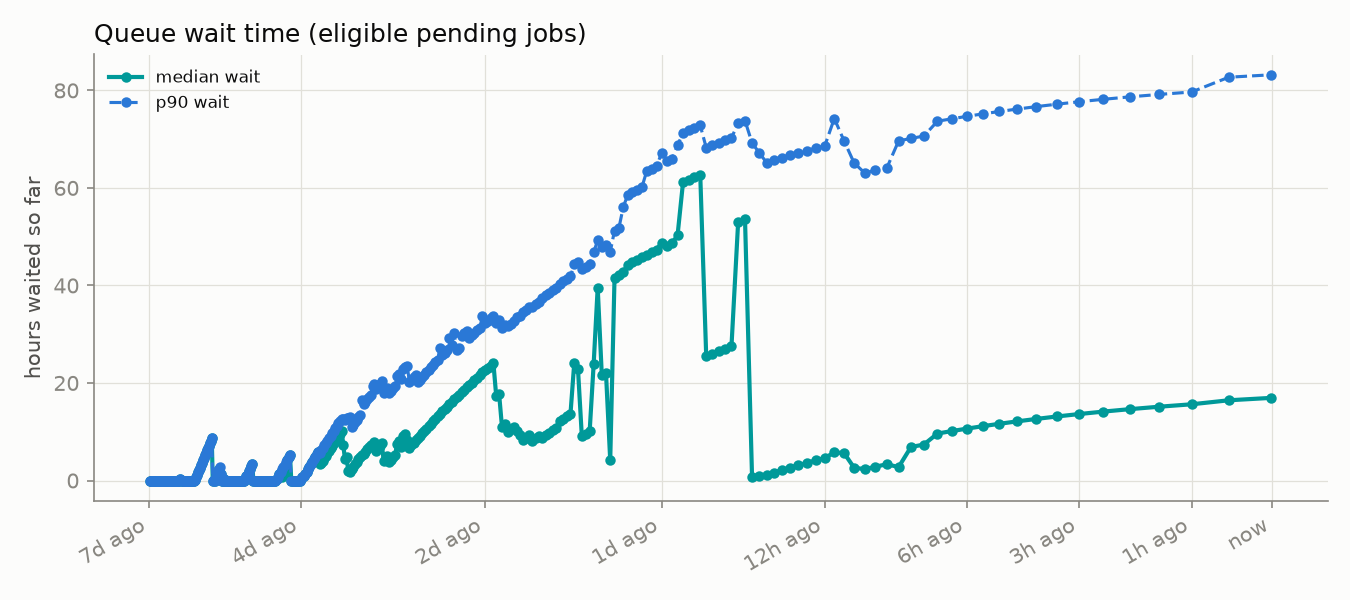 Queue wait time (eligible pending jobs)
median wait
p90 wait
hours waited so far
80
60
40
20
0
7d ago
4d ago
2d ago
1d ago
12h ago
6h ago
3h ago
1h ago
now